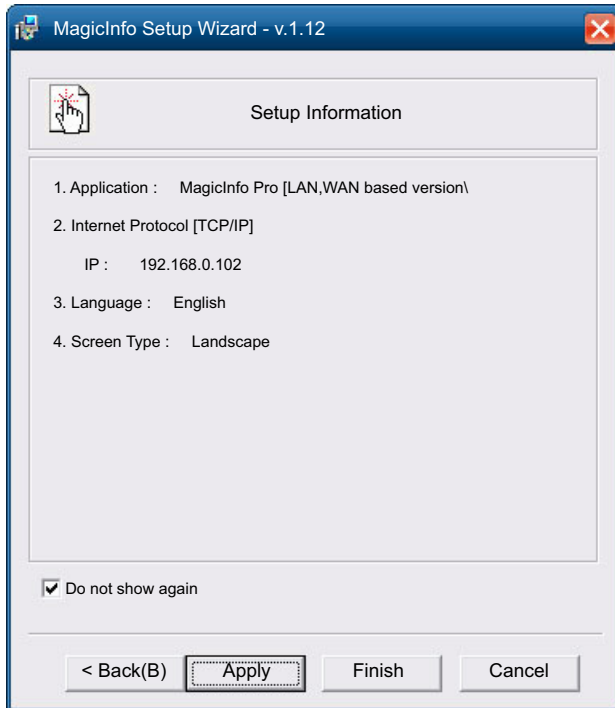 MagicInfo Setup Wizard - v.1.12
Setup Information
1. Application : MagicInfo Pro [LAN,WAN based version\
2. Internet Protocol [TCP/IP]
IP : 192.168.0.102
3. Language : English
4. Screen Type : Landscape
Do not show again
< Back(B) Apply Finish Cancel